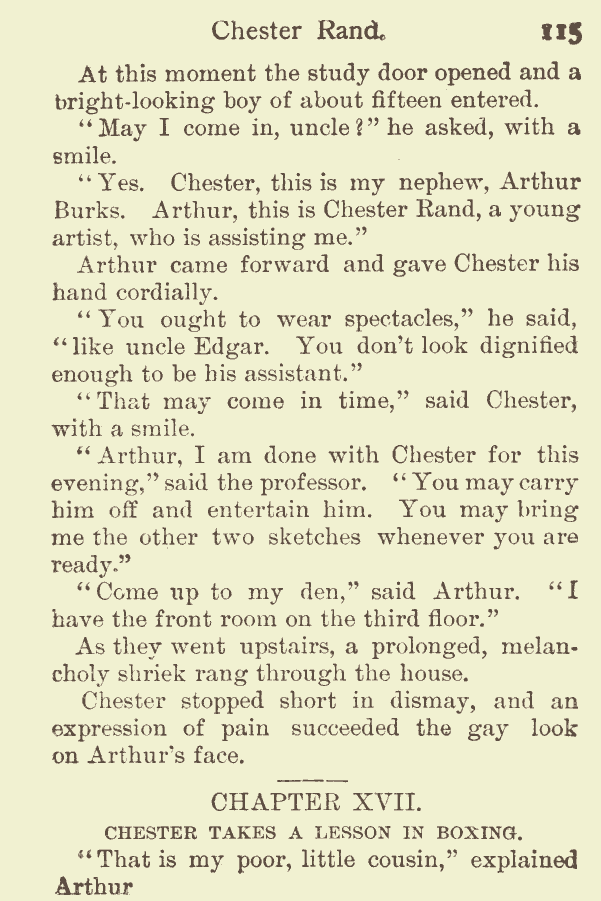 Chester Rand. 115
At this moment the study door opened and a
bright-looking boy of about fifteen entered.
“May I come in, uncle?” he asked, with a
smile.
“Yes. Chester, this is my nephew, Arthur
Burks. Arthur, this is Chester Rand, a young
artist, who is assisting me.”
Arthur came forward and gave Chester his
hand cordially.
“You ought to wear spectacles,” he said,
“like uncle Edgar. You don’t look dignified
enough to be his assistant.”
“That may come in time,” said Chester,
with a smile.
“Arthur, I am done with Chester for this
evening,” said the professor. “You may carry
him off and entertain him. You may bring
me the other two sketches whenever you are
ready.”
“Come up to my den,” said Arthur. “I
have the front room on the third floor.”
As they went upstairs, a prolonged, melan-
choly shriek rang through the house.
Chester stopped short in dismay, and an
expression of pain succeeded the gay look
on Arthur’s face.
CHAPTER XVII.
CHESTER TAKES A LESSON IN BOXING.
“That is my poor, little cousin,” explained
Arthur